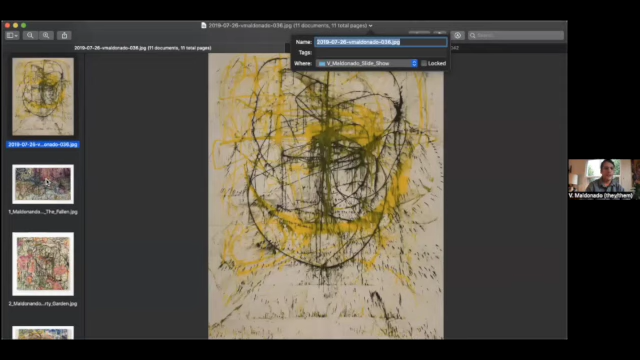 2019-07-26-vmaldonado-036.jpg (11 documents, 11 total pages)
2019-07-26-vmaldonado-036.jpg (11 documents, 11 total pages)
Name: 2019-07-26-vmaldonado-036.jpg
Tags:
Where: V_Maldonado_Slide_Show
Locked
Search
2019-07-26-v...onado-036.jpg
The_Fallen.jpg
2_Maldonado...rty_Garden.jpg
V. Maldonado (they/them)